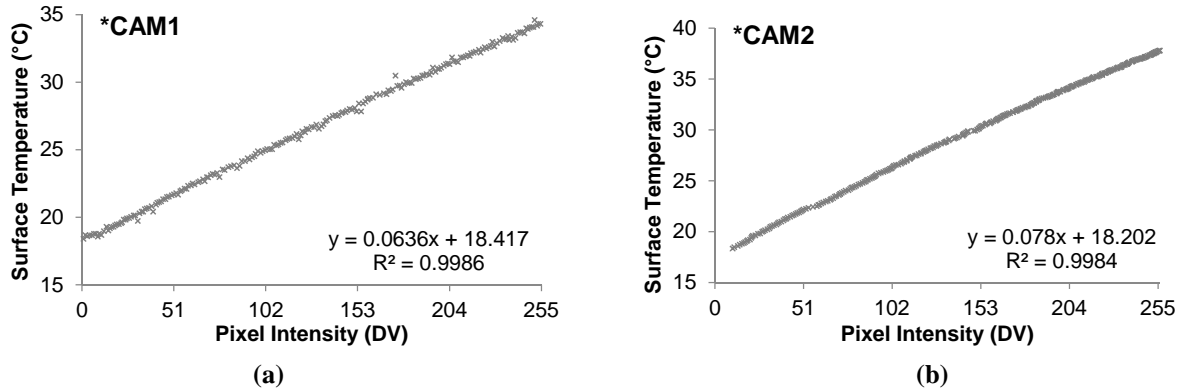 *CAM1
Surface Temperature (°C)
35
30
25
20
15
y = 0.0636x + 18.417
R² = 0.9986
0 51 102 153 204 255
Pixel Intensity (DV)
(a)
*CAM2
Surface Temperature (°C)
40
35
30
25
20
15
y = 0.078x + 18.202
R² = 0.9984
0 51 102 153 204 255
Pixel Intensity (DV)
(b)